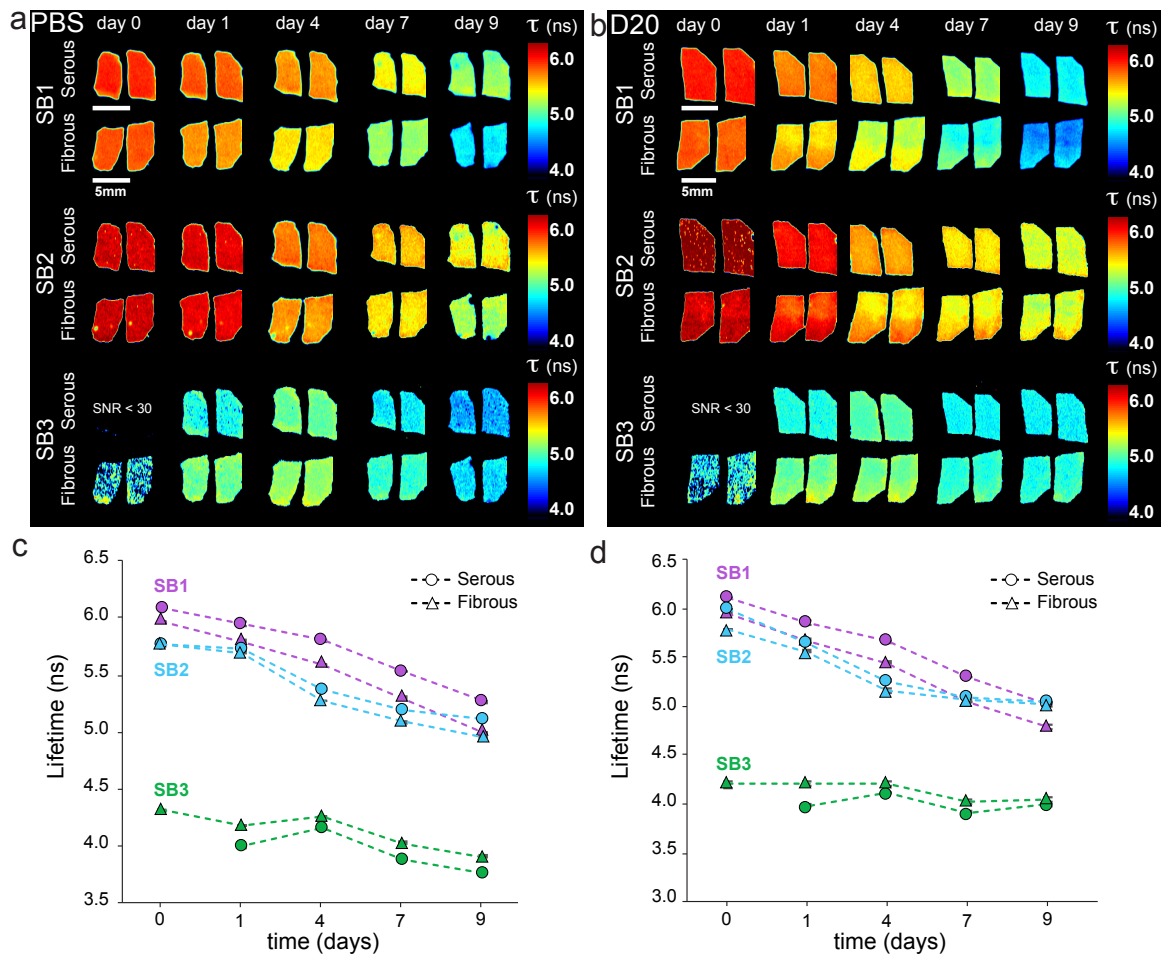 a PBS day 0 day 1 day 4 day 7 day 9 τ (ns)
SB1 Serous 6.0
5.0
Fibrous 4.0
5mm
τ (ns)
SB2 Serous 6.0
5.0
Fibrous 4.0
τ (ns)
SB3 Serous SNR < 30 6.0
5.0
Fibrous 4.0
b D20 day 0 day 1 day 4 day 7 day 9 τ (ns)
SB1 Serous 6.0
5.0
Fibrous 4.0
5mm
τ (ns)
SB2 Serous 6.0
5.0
Fibrous 4.0
τ (ns)
SB3 Serous SNR < 30 6.0
5.0
Fibrous 4.0
c
Lifetime (ns)
6.5
6.0
5.5
5.0
4.5
4.0
3.5
SB1
SB2
SB3
Serous
Fibrous
0 1 4 7 9
time (days)
d
Lifetime (ns)
6.5
6.0
5.5
5.0
4.5
4.0
3.5
3.0
SB1
SB2
SB3
Serous
Fibrous
0 1 4 7 9
time (days)